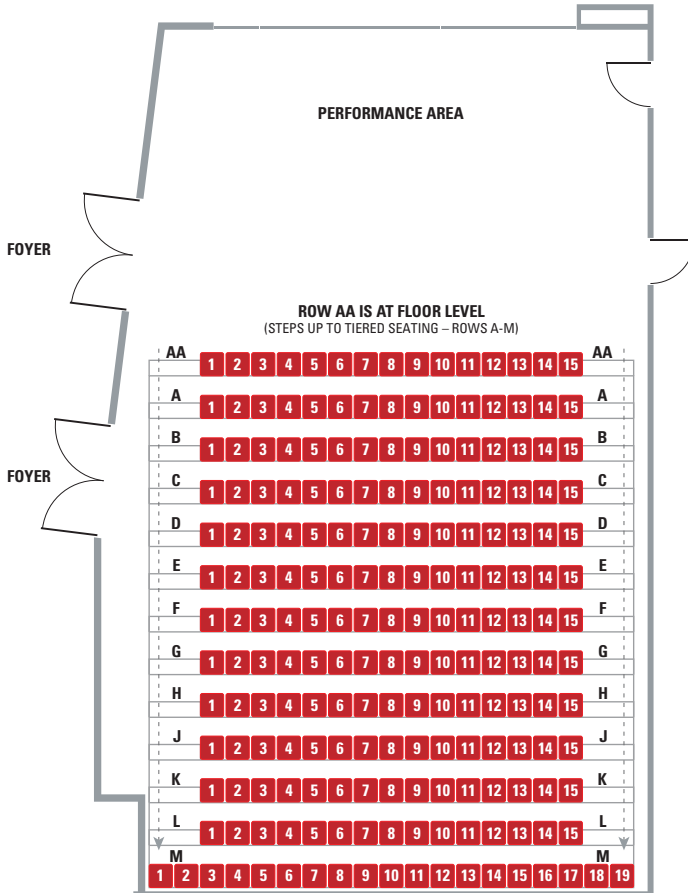 PERFORMANCE AREA
FOYER
ROW AA IS AT FLOOR LEVEL
(STEPS UP TO TIERED SEATING – ROWS A-M)
AA 1 2 3 4 5 6 7 8 9 10 11 12 13 14 15 AA
A 1 2 3 4 5 6 7 8 9 10 11 12 13 14 15 A
B 1 2 3 4 5 6 7 8 9 10 11 12 13 14 15 B
FOYER
C 1 2 3 4 5 6 7 8 9 10 11 12 13 14 15 C
D 1 2 3 4 5 6 7 8 9 10 11 12 13 14 15 D
E 1 2 3 4 5 6 7 8 9 10 11 12 13 14 15 E
F 1 2 3 4 5 6 7 8 9 10 11 12 13 14 15 F
G 1 2 3 4 5 6 7 8 9 10 11 12 13 14 15 G
H 1 2 3 4 5 6 7 8 9 10 11 12 13 14 15 H
J 1 2 3 4 5 6 7 8 9 10 11 12 13 14 15 J
K 1 2 3 4 5 6 7 8 9 10 11 12 13 14 15 K
L 1 2 3 4 5 6 7 8 9 10 11 12 13 14 15 L
M M
1 2 3 4 5 6 7 8 9 10 11 12 13 14 15 16 17 18 19